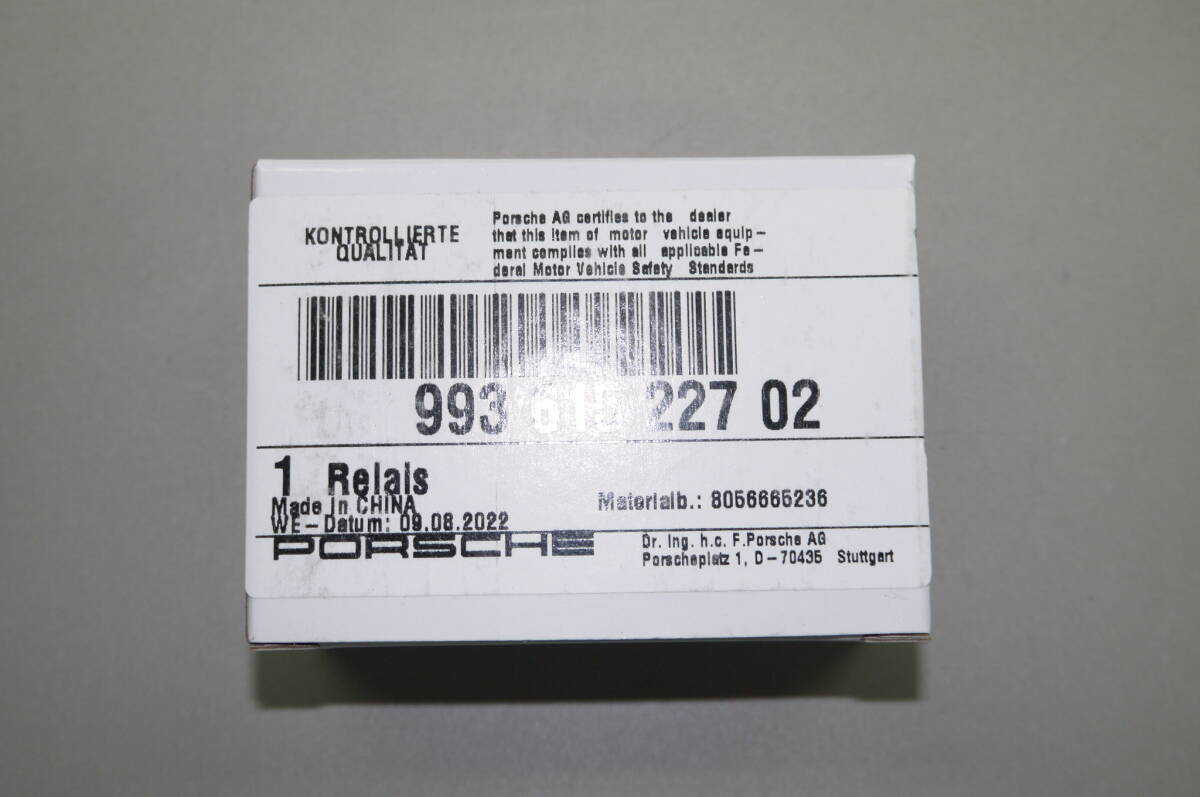 KONTROLLIERTE
QUALITAT
Porsche AG certifies to the dealer
that this item of motor vehicle equip-
ment complies with all applicable Fe-
deral Motor Vehicle Safety Standards
993 615 227 02
1 Relais
Made in CHINA
WE-Datum: 09.08.2022
Materialb.: 8056665236
PORSCHE
Dr. Ing. h.c. F.Porsche AG
Porscheplatz 1, D-70435 Stuttgart